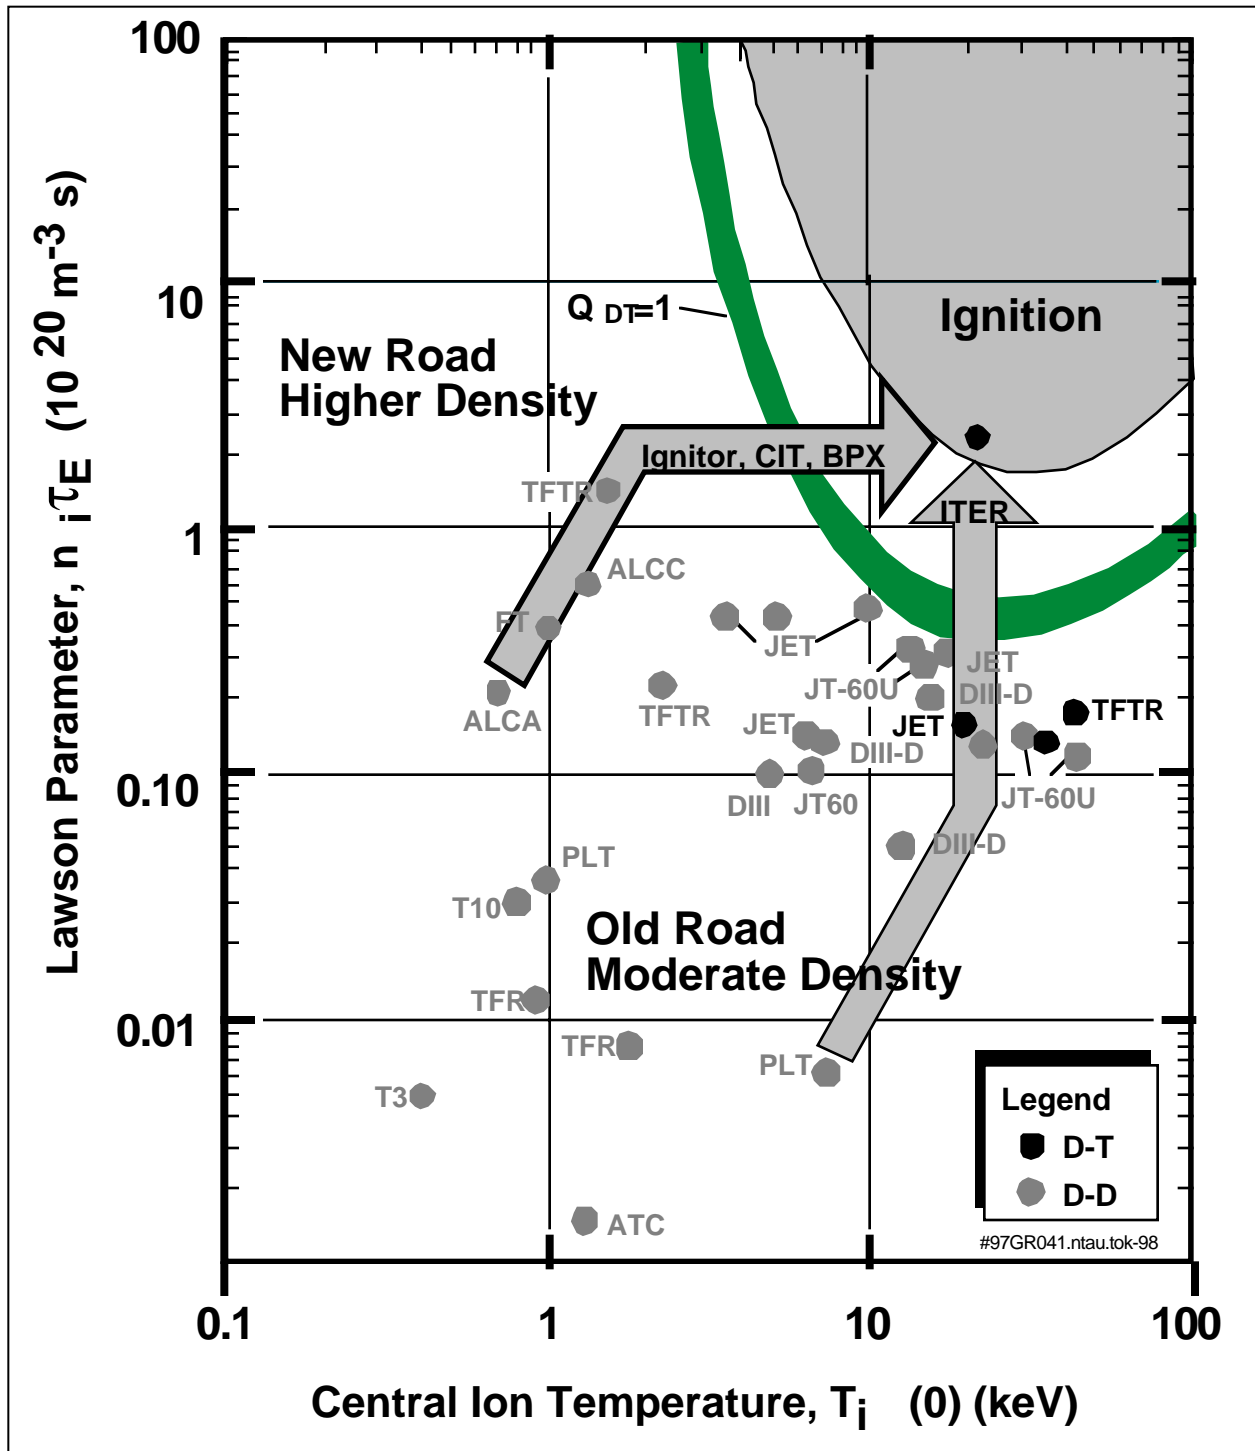 100
10
1
0.10
0.01
Lawson Parameter, n i τE (10 20 m-3 s)
Q DT=1
Ignition
New Road
Higher Density
Ignitor, CIT, BPX
TFTR
ITER
ALCC
FT
JET
JT-60U
JET
DIII-D
ALCA
TFTR
JET
JET
TFTR
DIII-D
DIII
JT60
JT-60U
DIII-D
PLT
T10
Old Road
Moderate Density
TFR
TFR
PLT
T3
ATC
Legend
D-T
D-D
#97GR041.ntau.tok-98
0.1
1
10
100
Central Ion Temperature, Ti (0) (keV)